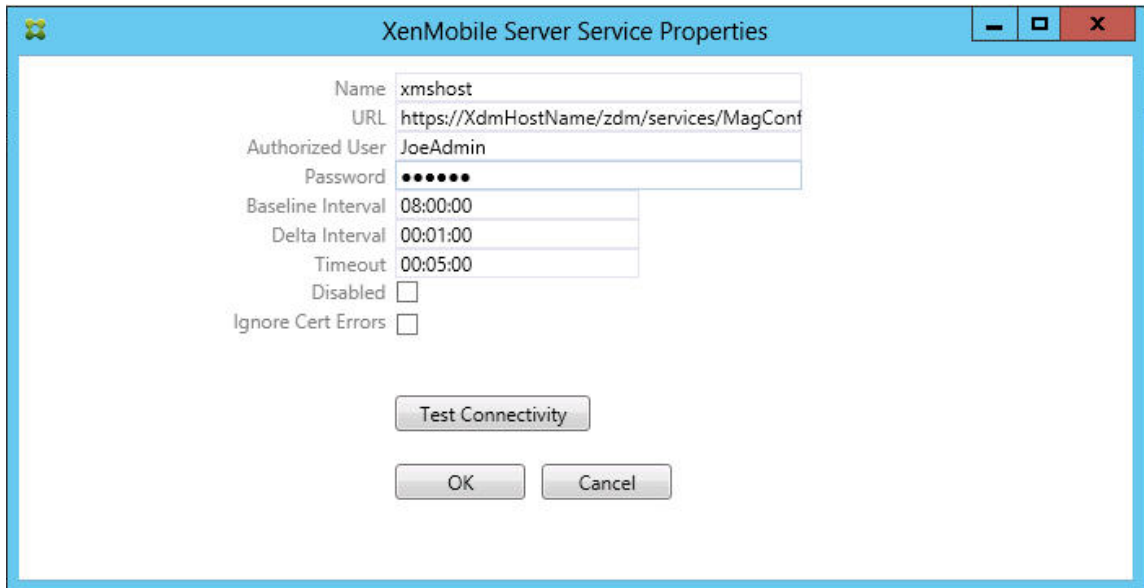 XenMobile Server Service Properties
Name xmshost
URL https://XdmHostName/zdm/services/MagConf
Authorized User JoeAdmin
Password ●●●●●●
Baseline Interval 08:00:00
Delta Interval 00:01:00
Timeout 00:05:00
Disabled
Ignore Cert Errors
Test Connectivity
OK Cancel